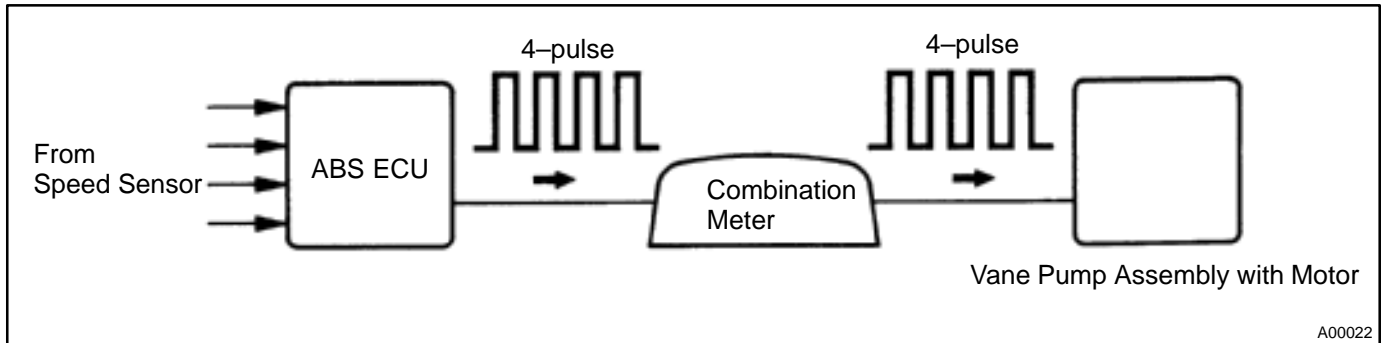 4–pulse
4–pulse
From
Speed Sensor
ABS ECU
Combination
Meter
Vane Pump Assembly with Motor
A00022